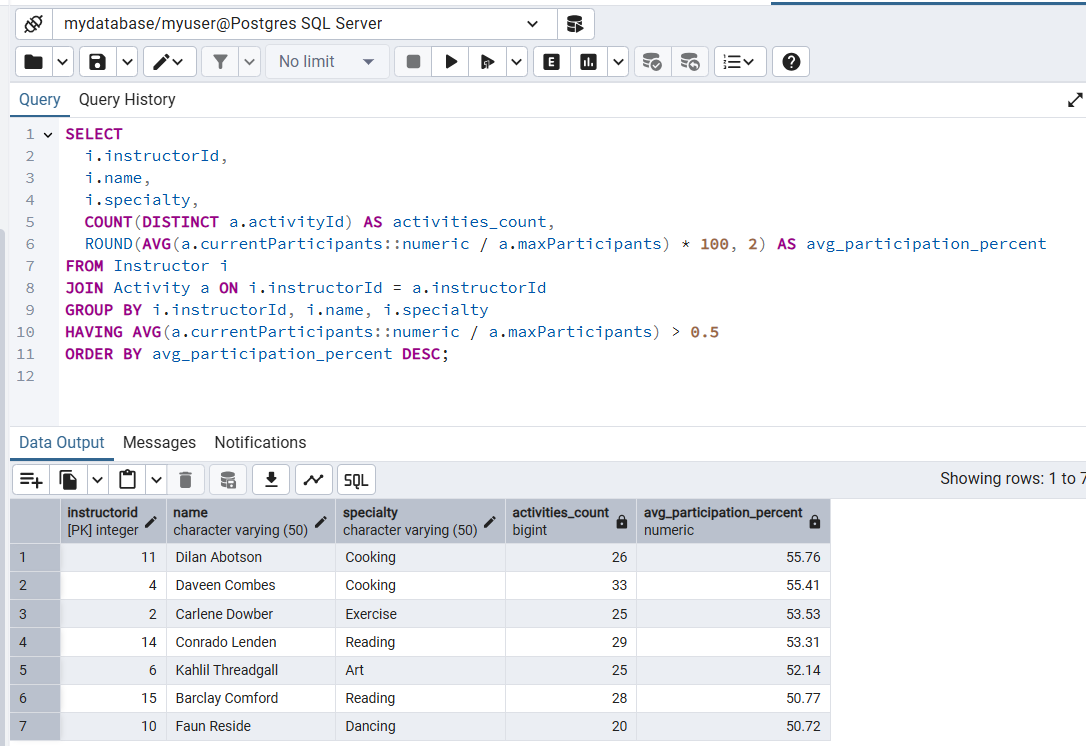 mydatabase/myuser@Postgres SQL Server
No limit
E
Query Query History
1 SELECT
2 i.instructorId,
3 i.name,
4 i.specialty,
5 COUNT(DISTINCT a.activityId) AS activities_count,
6 ROUND(AVG(a.currentParticipants::numeric / a.maxParticipants) * 100, 2) AS avg_participation_percent
7 FROM Instructor i
8 JOIN Activity a ON i.instructorId = a.instructorId
9 GROUP BY i.instructorId, i.name, i.specialty
10 HAVING AVG(a.currentParticipants::numeric / a.maxParticipants) > 0.5
11 ORDER BY avg_participation_percent DESC;
12
Data Output Messages Notifications
SQL Showing rows: 1 to 7
instructorid name specialty activities_count avg_participation_percent
[PK] integer character varying (50) character varying (50) bigint numeric
1 11 Dilan Abotson Cooking 26 55.76
2 4 Daveen Combes Cooking 33 55.41
3 2 Carlene Dowber Exercise 25 53.53
4 14 Conrado Lenden Reading 29 53.31
5 6 Kahlil Threadgall Art 25 52.14
6 15 Barclay Comford Reading 28 50.77
7 10 Faun Reside Dancing 20 50.72